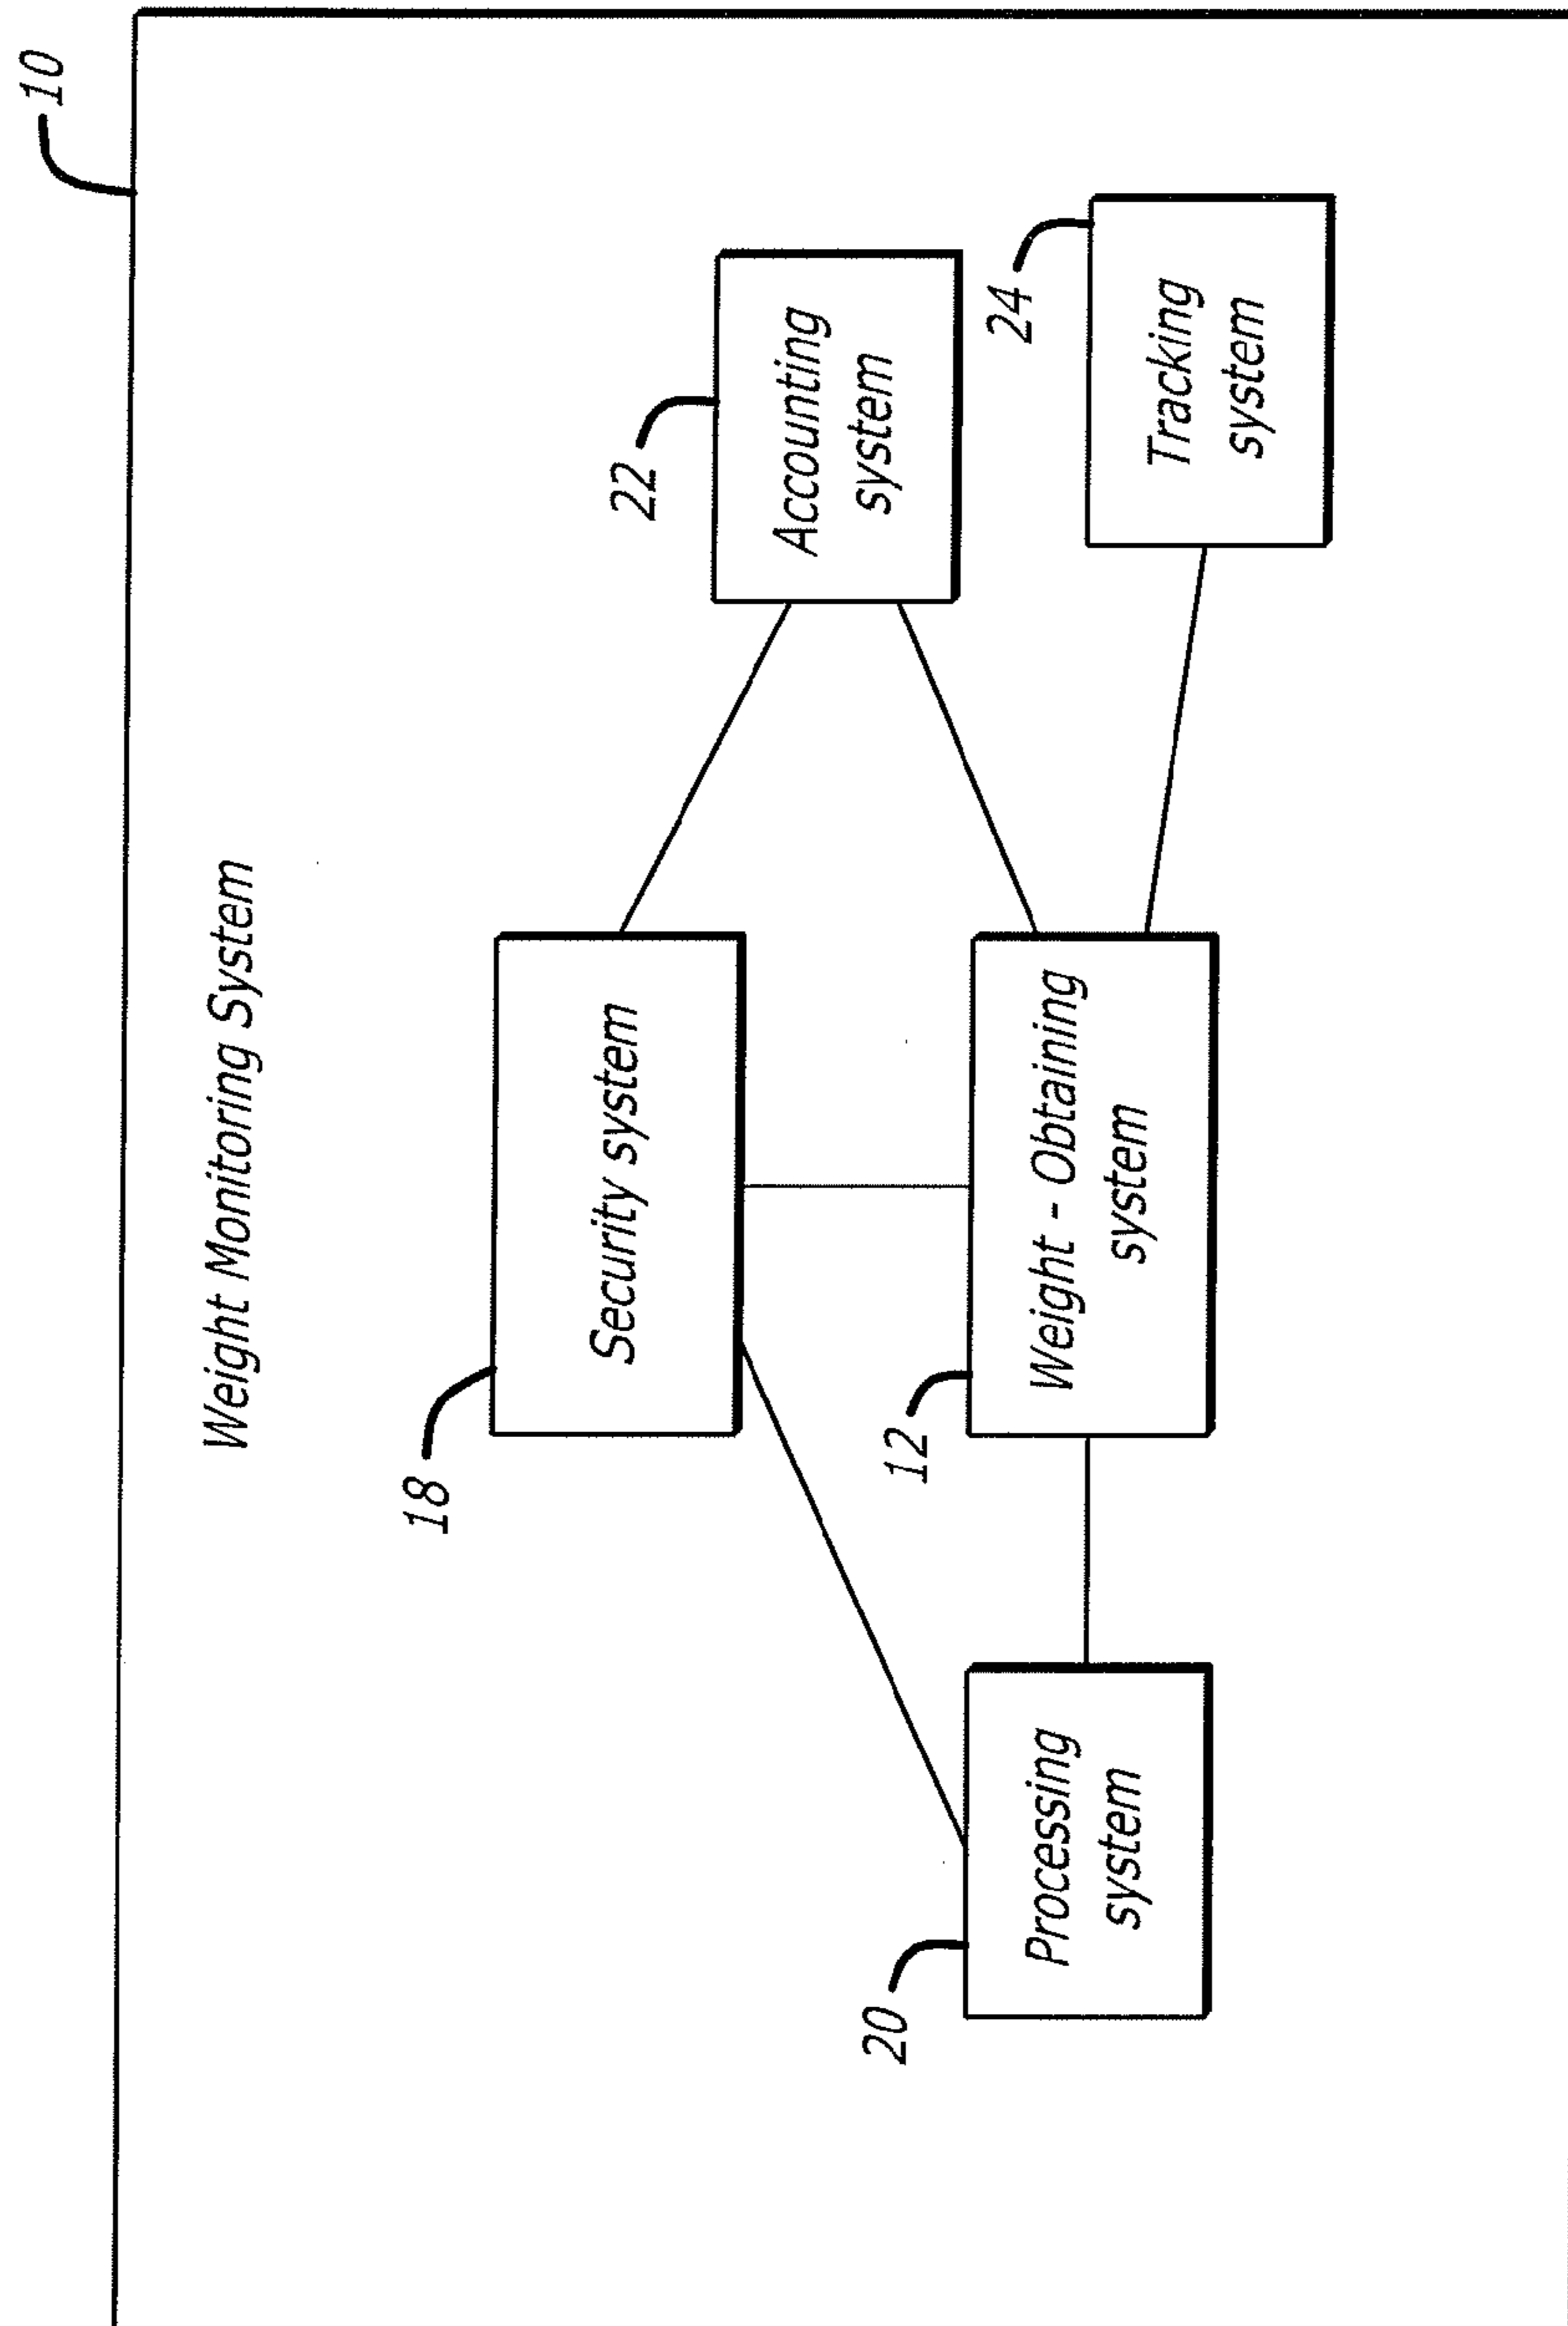 10
Weight Monitoring System
18
Security system
22
Accounting
system
20
Processing
system
12
Weight - Obtaining
system
24
Tracking
system